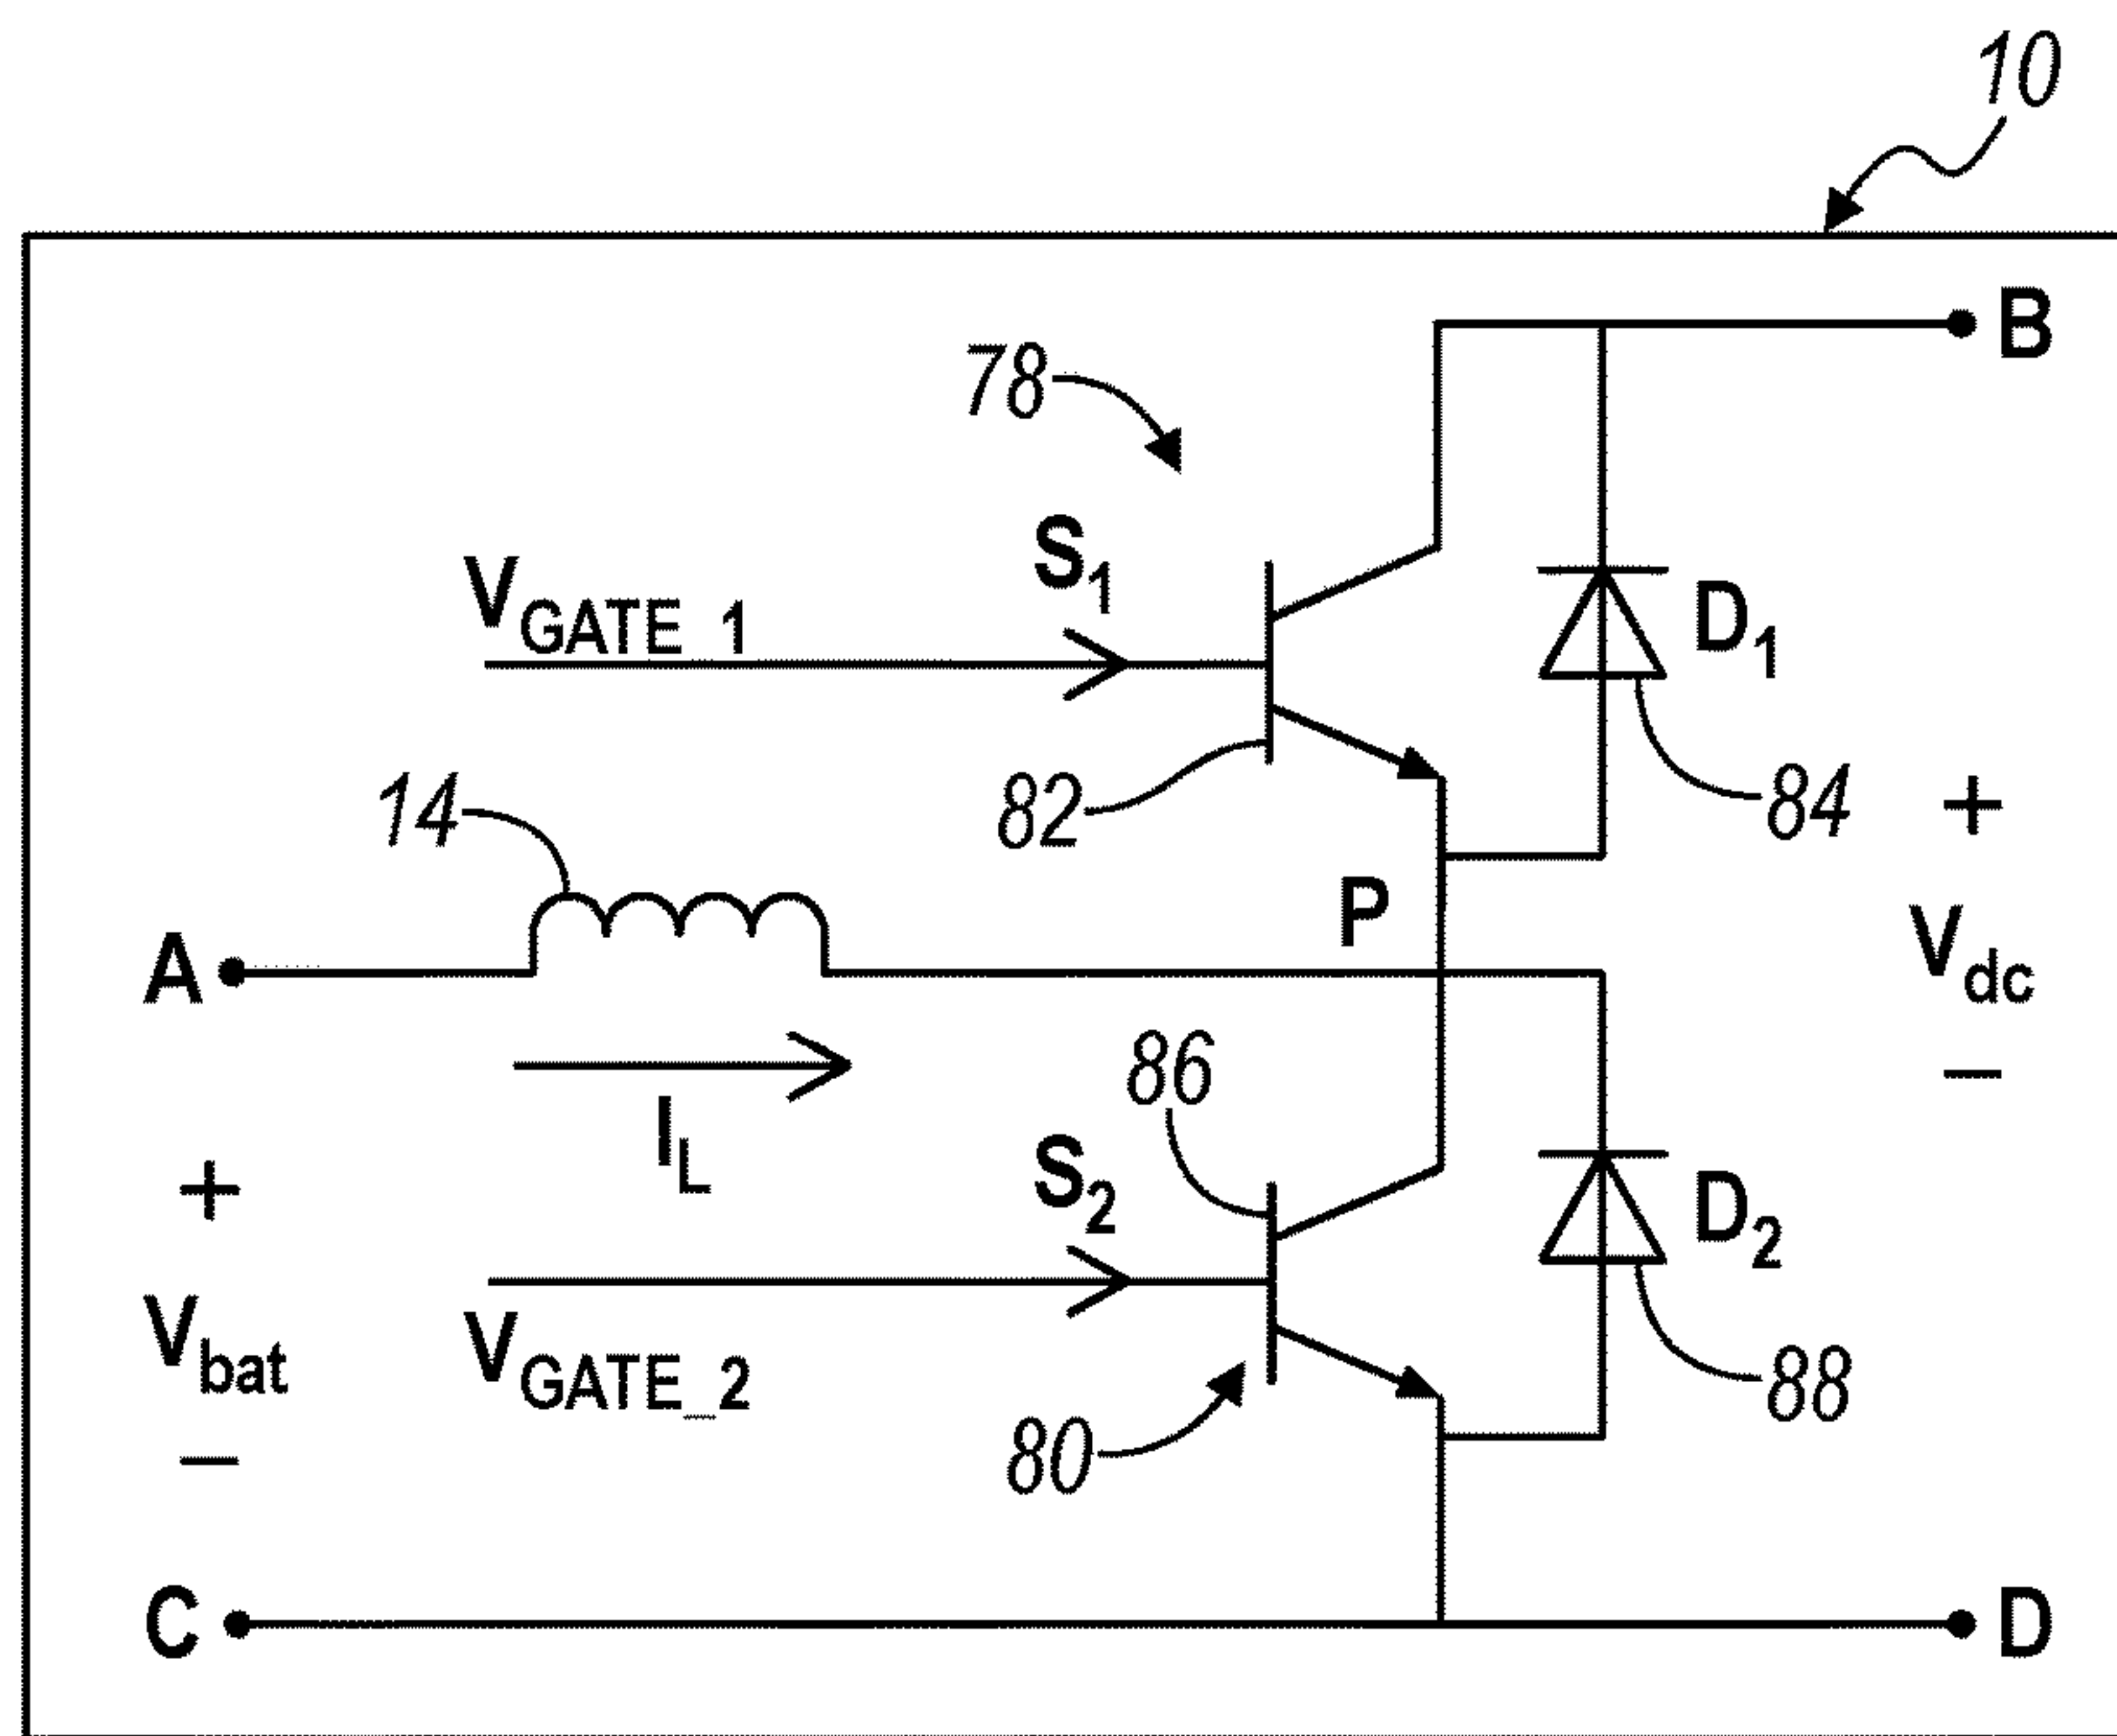 10
B
78
S1
VGATE_1
D1
82
84
14
+
P
A
Vdc
86
−
IL
S2
D2
+
Vbat
VGATE_2
88
−
80
C
D